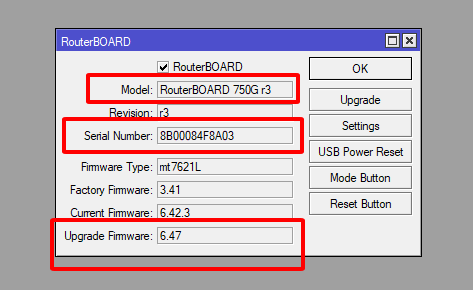 RouterBOARD
RouterBOARD
Model: RouterBOARD 750G r3
Revision: r3
Serial Number: 8B00084F8A03
Firmware Type: mt7621L
Factory Firmware: 3.41
Current Firmware: 6.42.3
Upgrade Firmware: 6.47
OK
Upgrade
Settings
USB Power Reset
Mode Button
Reset Button